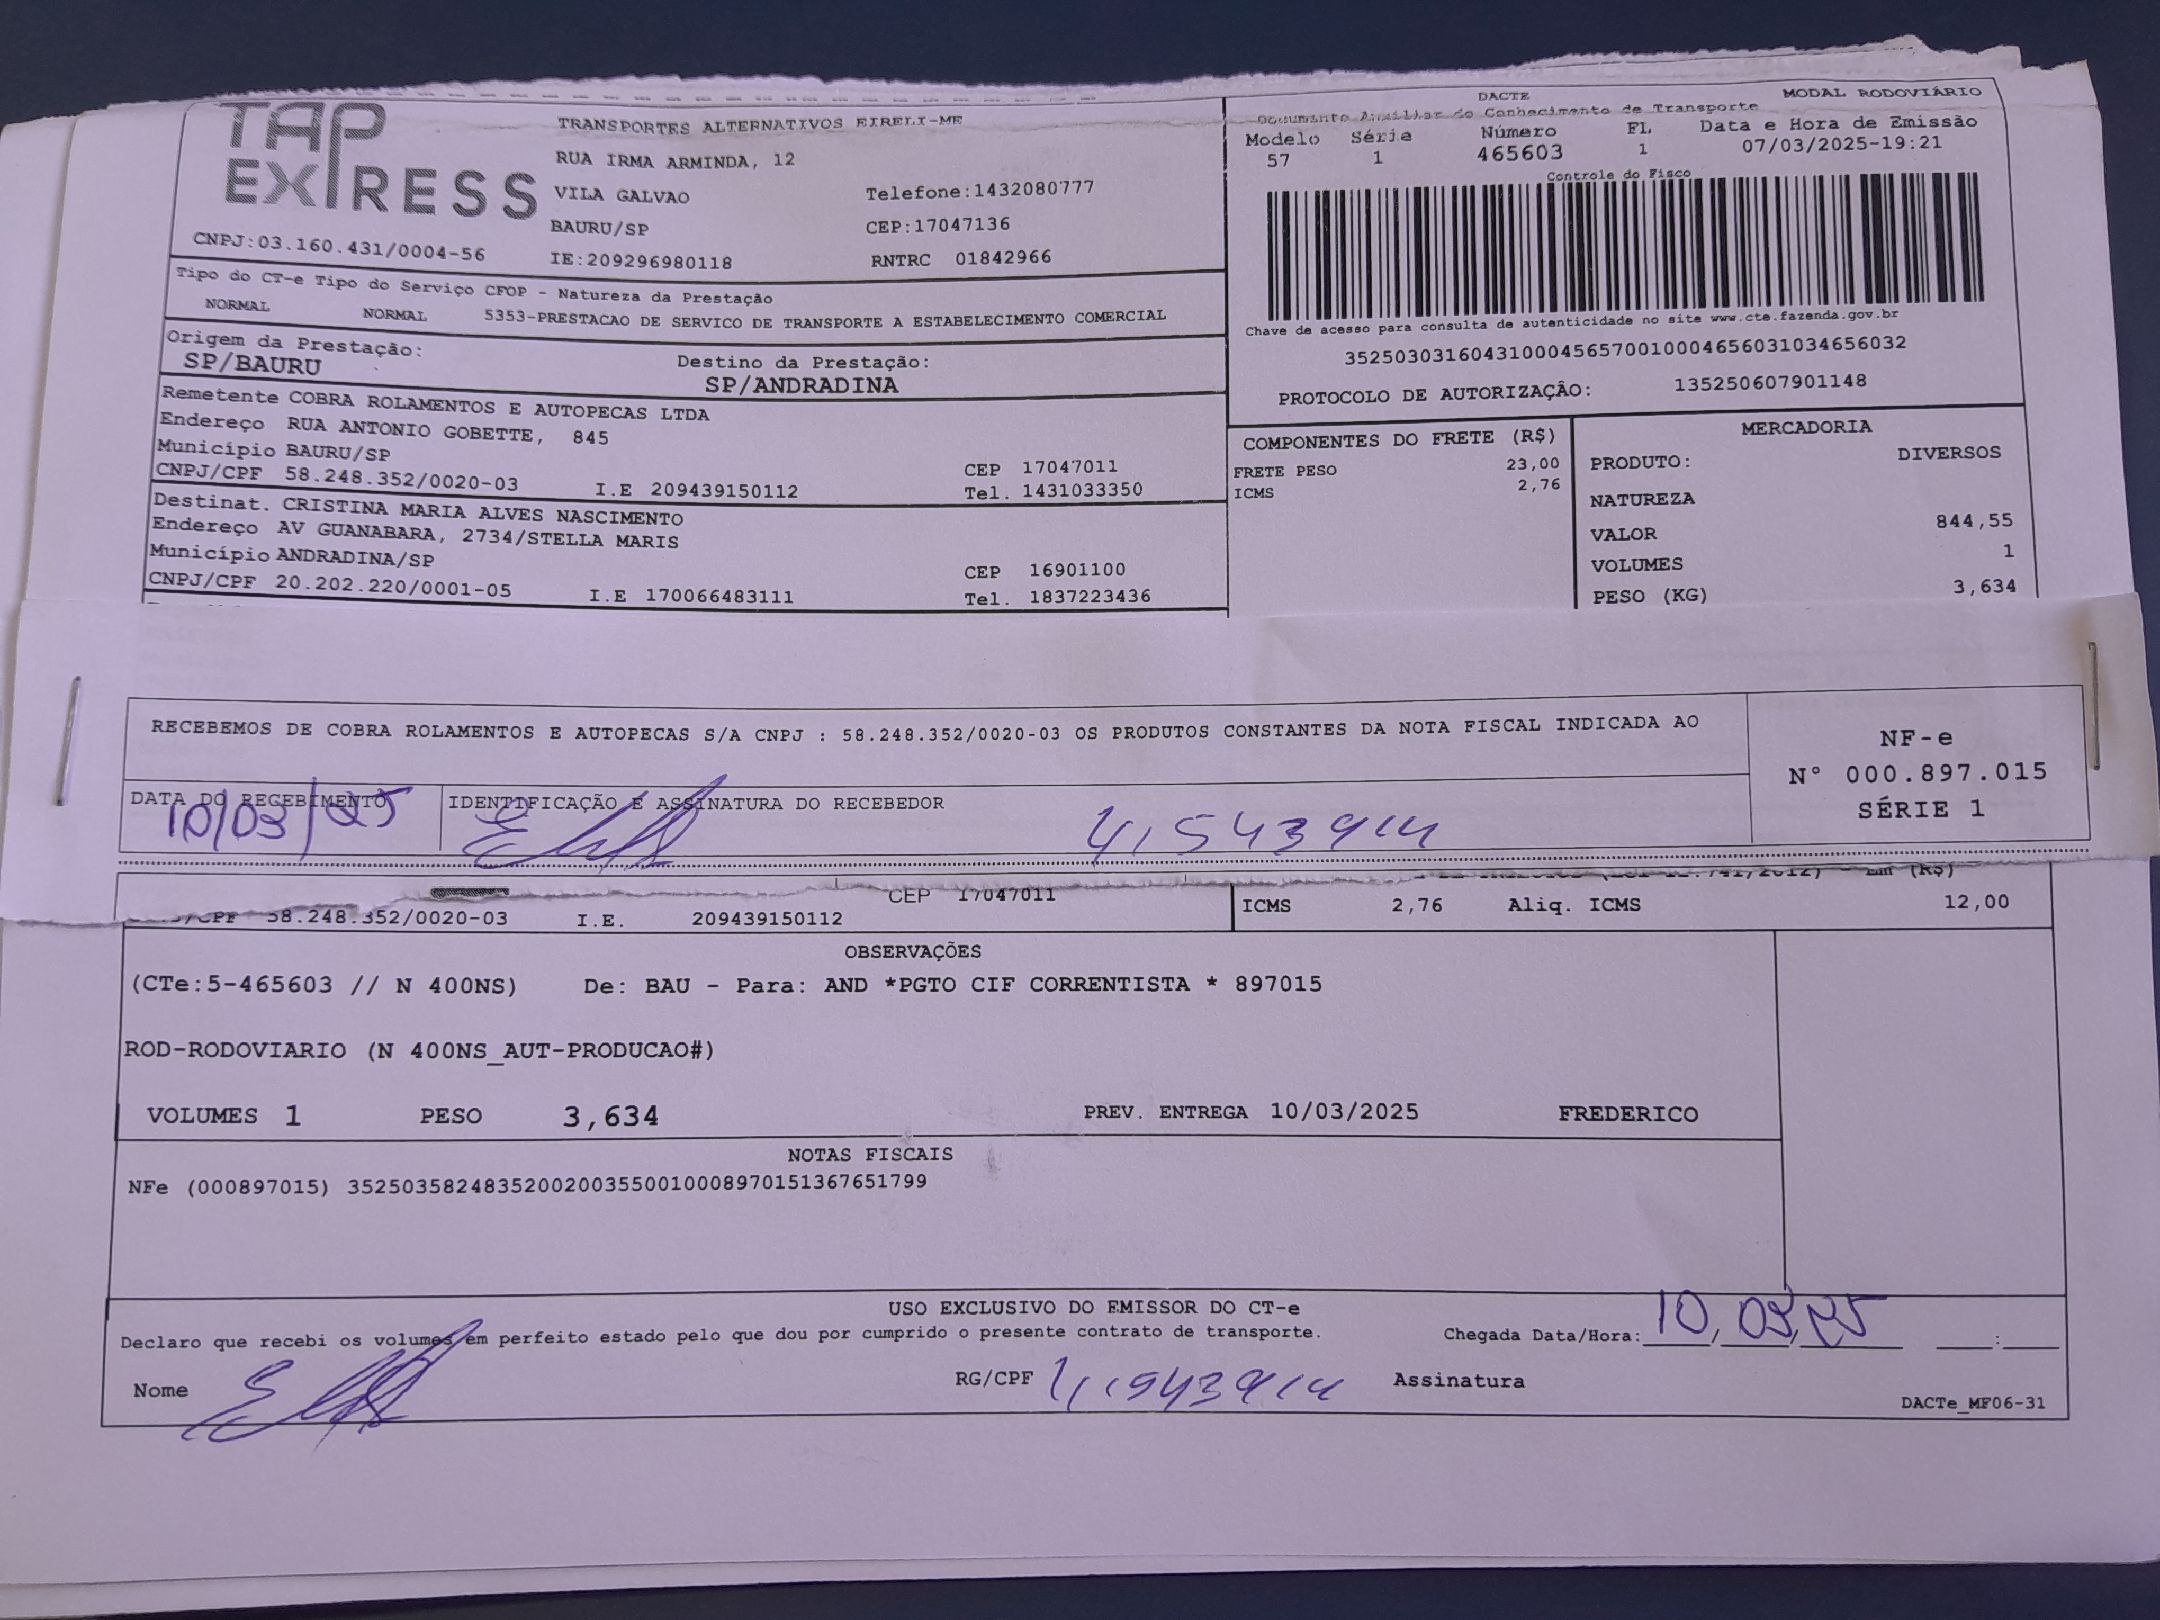 TAP
EXPRESS
TRANSPORTES ALTERNATIVOS EIRELI-ME
RUA IRMA ARMINDA, 12
VILA GALVAO Telefone:1432080777
BAURU/SP CEP:17047136
CNPJ:03.160.431/0004-56 IE:209296980118 RNTRC 01842966
DACTE MODAL RODOVIÁRIO
Documento Auxiliar do Conhecimento de Transporte
Modelo Série Número FL Data e Hora de Emissão
57 1 465603 1 07/03/2025-19:21
Controle do Fisco
Chave de acesso para consulta de autenticidade no site www.cte.fazenda.gov.br
35250303160431000456570010004656031034656032
PROTOCOLO DE AUTORIZAÇÃO: 135250607901148
Tipo do CT-e Tipo do Serviço CFOP - Natureza da Prestação
NORMAL NORMAL 5353-PRESTACAO DE SERVICO DE TRANSPORTE A ESTABELECIMENTO COMERCIAL
Origem da Prestação: Destino da Prestação:
SP/BAURU SP/ANDRADINA
Remetente COBRA ROLAMENTOS E AUTOPECAS LTDA
Endereço RUA ANTONIO GOBETTE, 845
Município BAURU/SP CEP 17047011
CNPJ/CPF 58.248.352/0020-03 I.E 209439150112 Tel. 1431033350
Destinat. CRISTINA MARIA ALVES NASCIMENTO
Endereço AV GUANABARA, 2734/STELLA MARIS
Município ANDRADINA/SP CEP 16901100
CNPJ/CPF 20.202.220/0001-05 I.E 170066483111 Tel. 1837223436
COMPONENTES DO FRETE (R$)
FRETE PESO 23,00
ICMS 2,76
MERCADORIA
PRODUTO: DIVERSOS
NATUREZA
VALOR 844,55
VOLUMES 1
PESO (KG) 3,634
RECEBEMOS DE COBRA ROLAMENTOS E AUTOPECAS S/A CNPJ : 58.248.352/0020-03 OS PRODUTOS CONSTANTES DA NOTA FISCAL INDICADA AO
NF-e
N° 000.897.015
SÉRIE 1
DATA DO RECEBIMENTO IDENTIFICAÇÃO E ASSINATURA DO RECEBEDOR
10/03/25
CEP 17047011
58.248.352/0020-03 I.E. 209439150112
ICMS 2,76 Aliq. ICMS 12,00
OBSERVAÇÕES
(CTe:5-465603 // N 400NS) De: BAU - Para: AND *PGTO CIF CORRENTISTA * 897015
ROD-RODOVIARIO (N 400NS_AUT-PRODUCAO#)
VOLUMES 1 PESO 3,634 PREV. ENTREGA 10/03/2025 FREDERICO
NOTAS FISCAIS
NFe (000897015) 35250358248352002003550010008970151367651799
USO EXCLUSIVO DO EMISSOR DO CT-e
Declaro que recebi os volumes em perfeito estado pelo que dou por cumprido o presente contrato de transporte. Chegada Data/Hora: 10/03/25 :
Nome RG/CPF Assinatura
DACTe_MF06-31